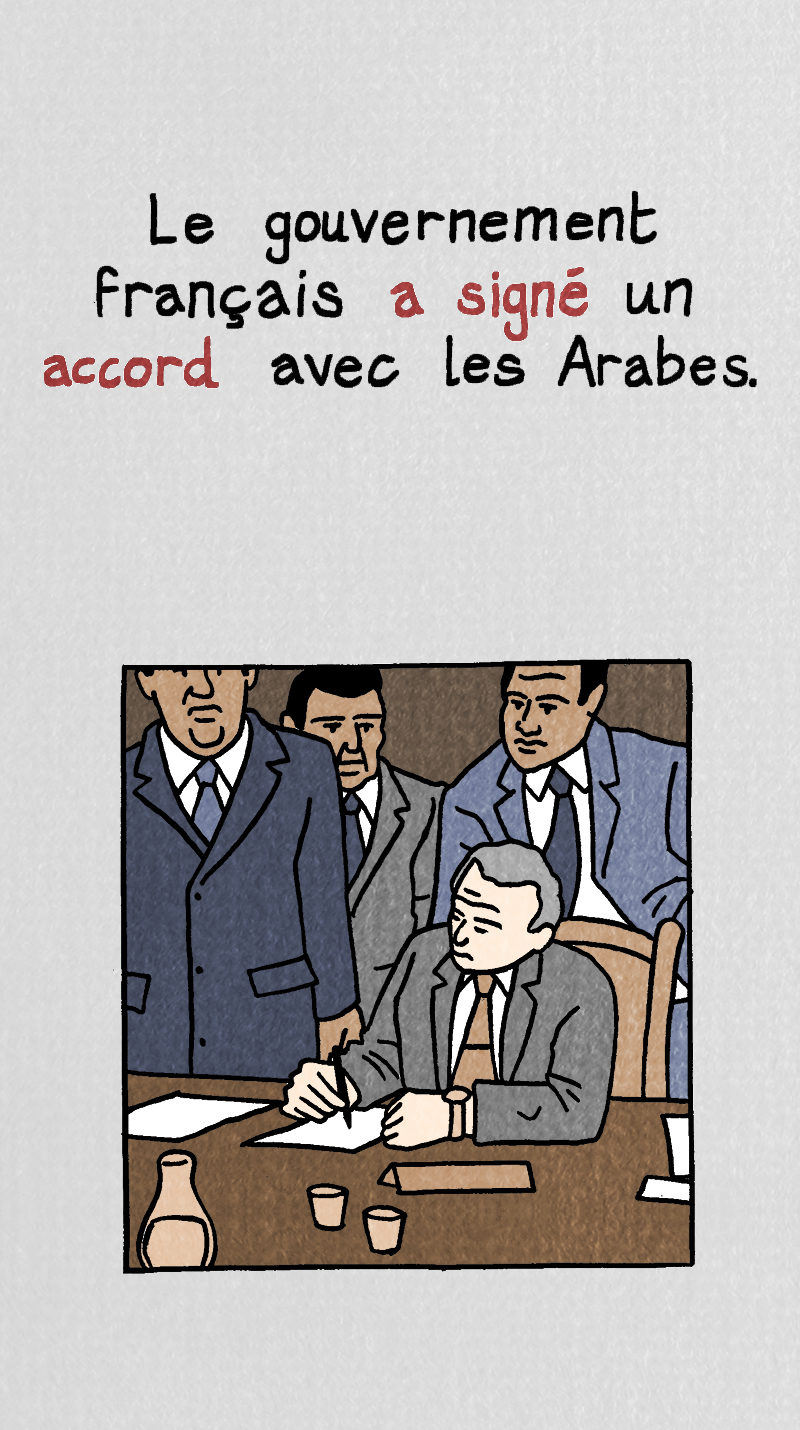 Le gouvernement
français a signé un
accord avec les Arabes.